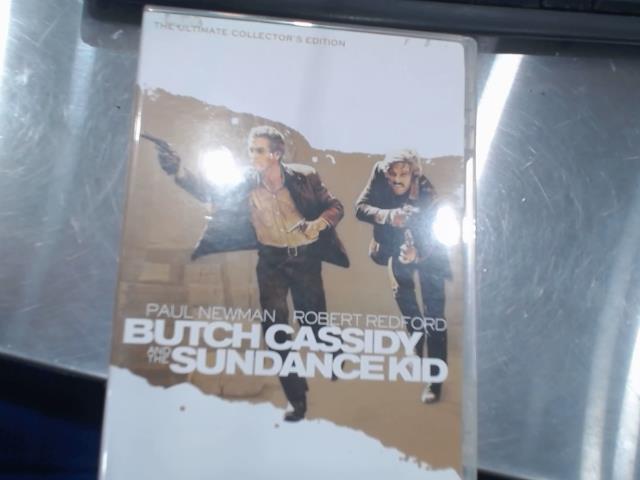 THE ULTIMATE COLLECTOR'S EDITION
PAUL NEWMAN ROBERT REDFORD
BUTCH CASSIDY
AND THE SUNDANCE KID